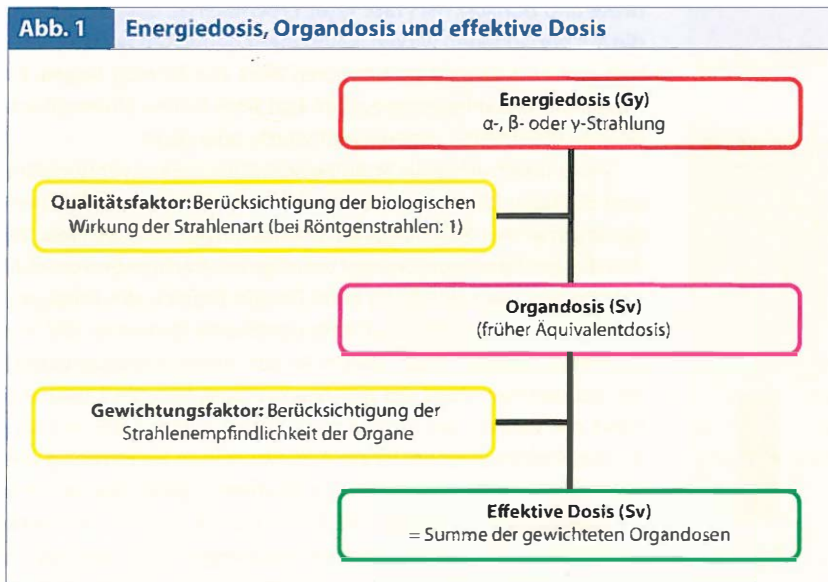 Abb. 1 Energiedosis, Organdosis und effektive Dosis
Energiedosis (Gy)
α-, β- oder γ-Strahlung
Qualitätsfaktor: Berücksichtigung der biologischen
Wirkung der Strahlenart (bei Röntgenstrahlen: 1)
Organdosis (Sv)
(früher Äquivalentdosis)
Gewichtungsfaktor: Berücksichtigung der
Strahlenempfindlichkeit der Organe
Effektive Dosis (Sv)
= Summe der gewichteten Organdosen